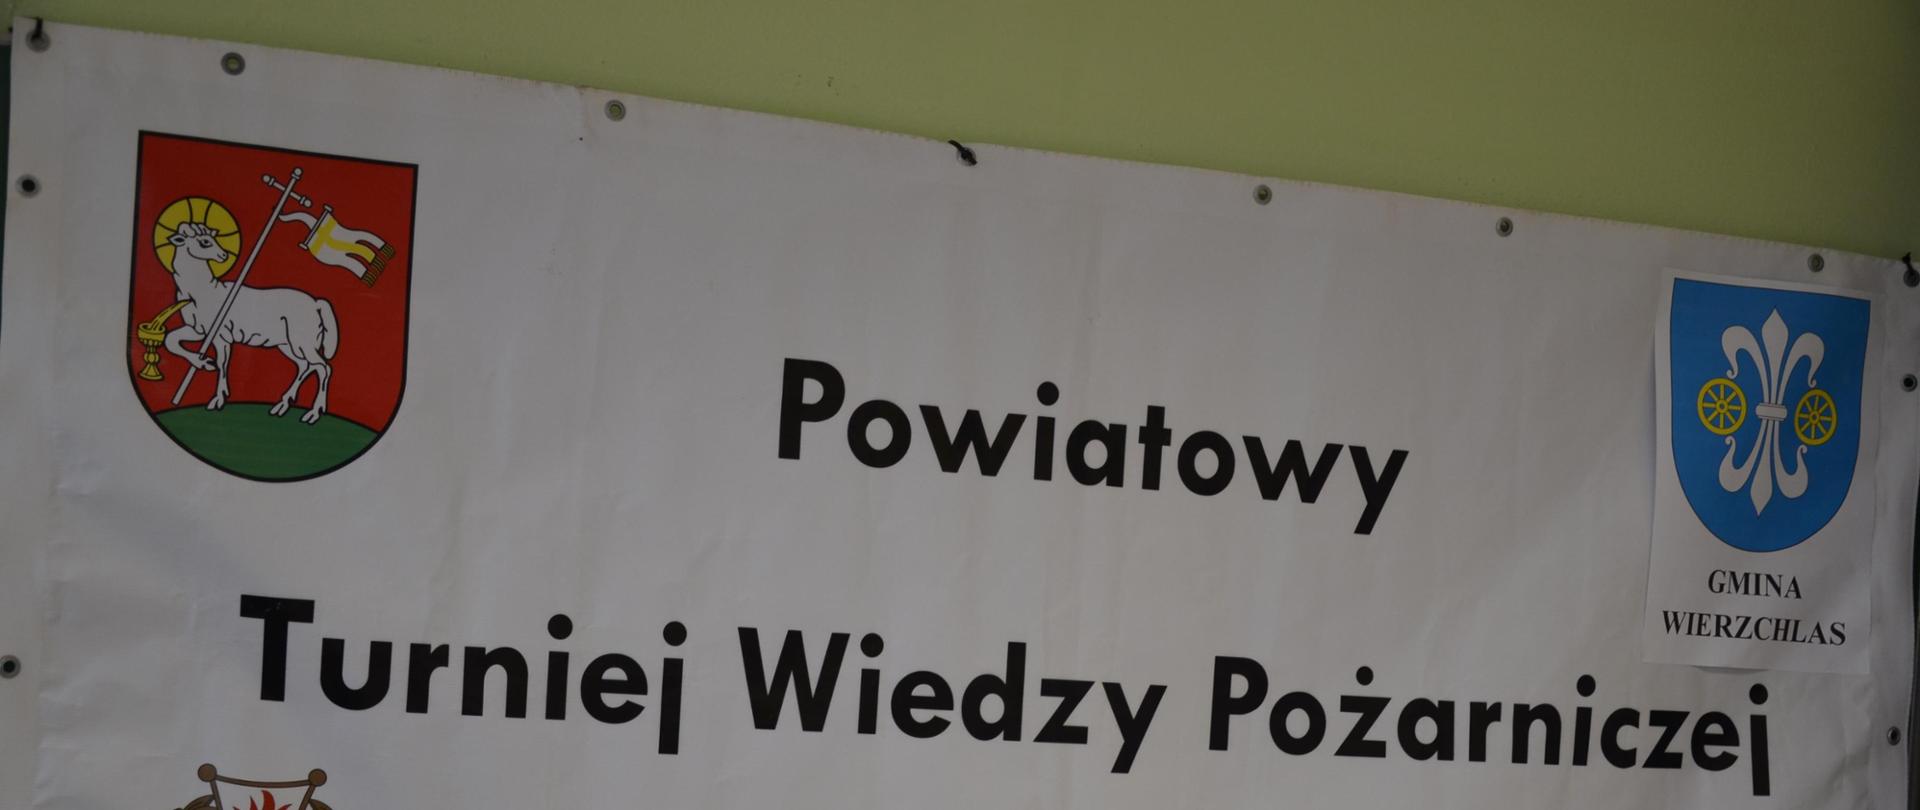 Powiatowy
GMINA
WIERZCHLAS
Turniej Wiedzy Pożarniczej